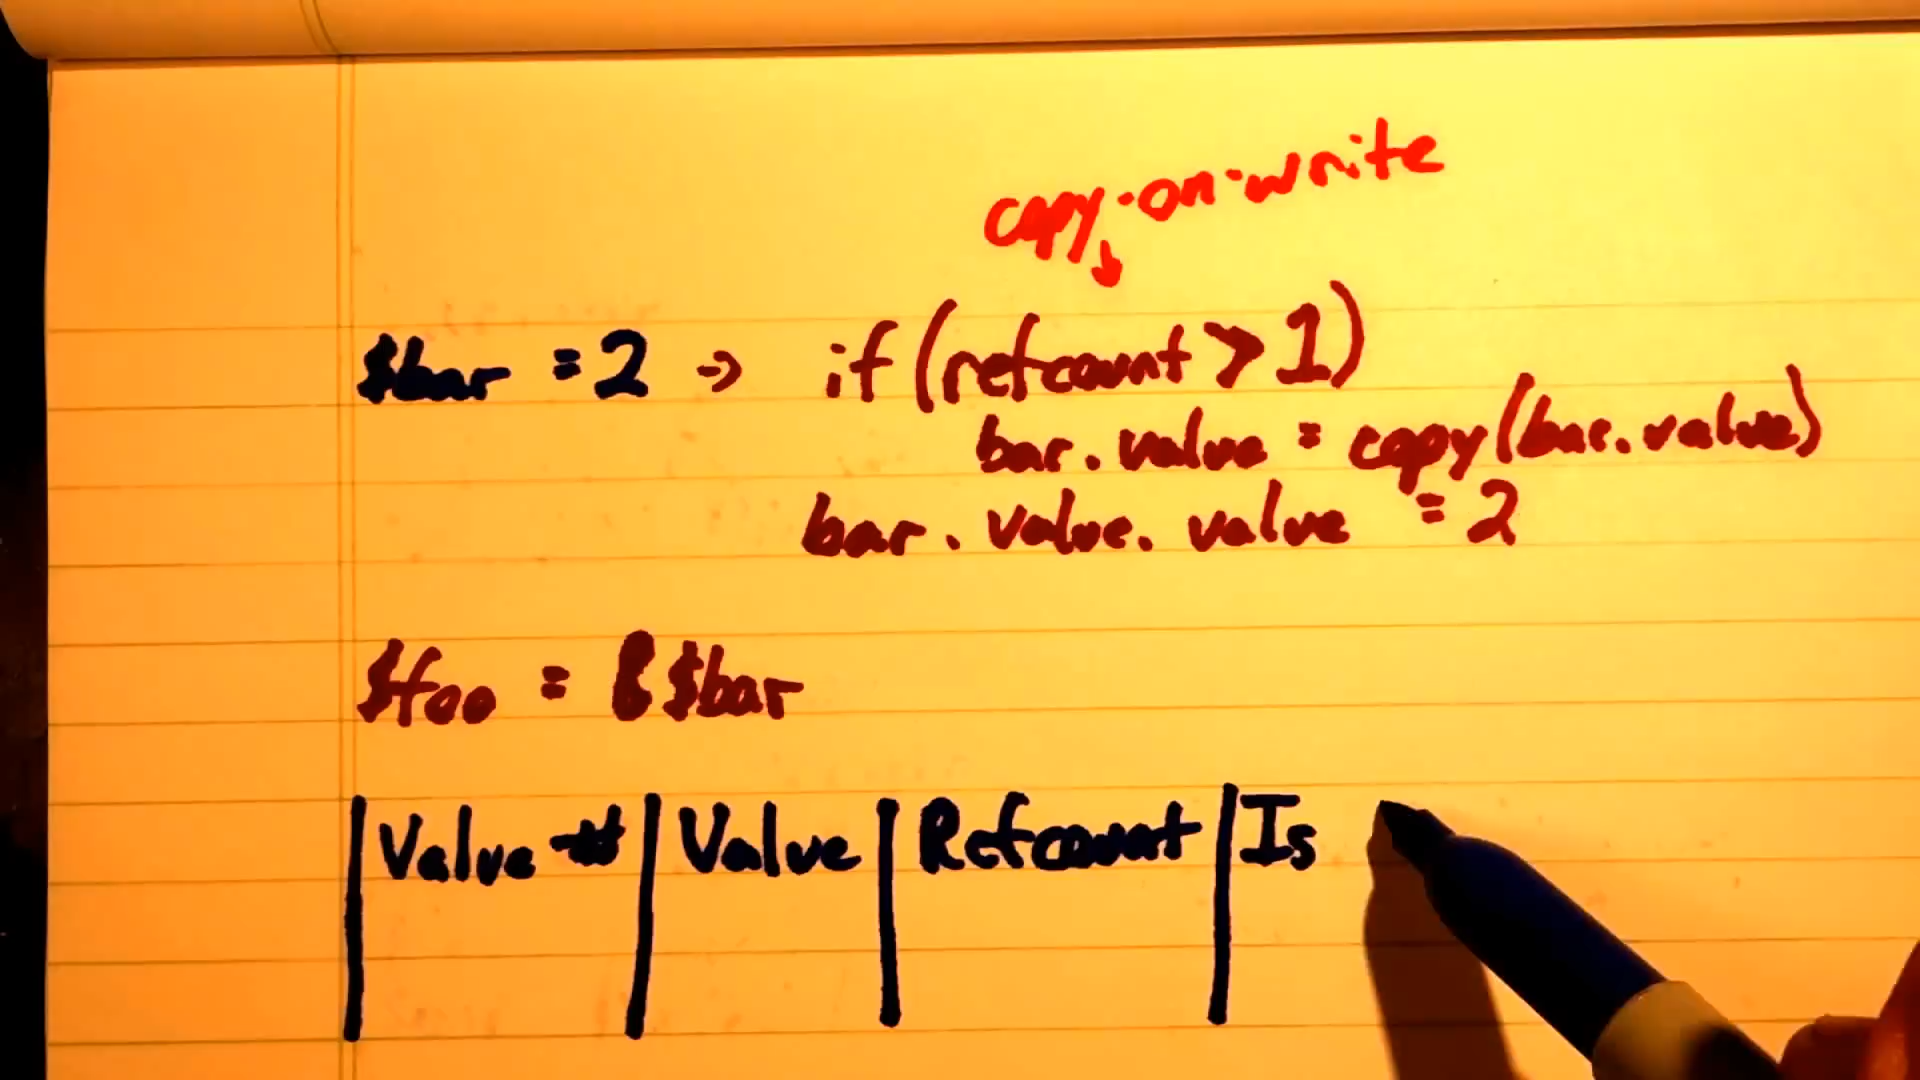 copy-on-write
$bar = 2 -> if (refcount > 1)
bar.value = copy(bar.value)
bar.value.value = 2
$foo = &$bar
Value # | Value | Refcount | Is